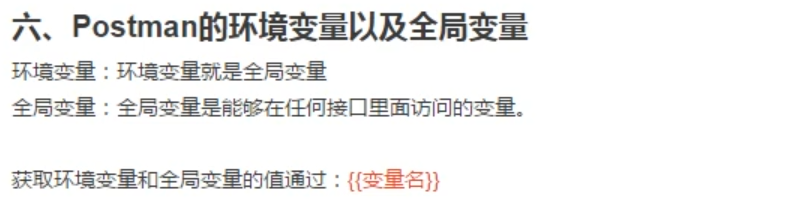 六、Postman的环境变量以及全局变量
环境变量：环境变量就是全局变量
全局变量：全局变量是能够在任何接口里面访问的变量。
获取环境变量和全局变量的值通过：{{变量名}}